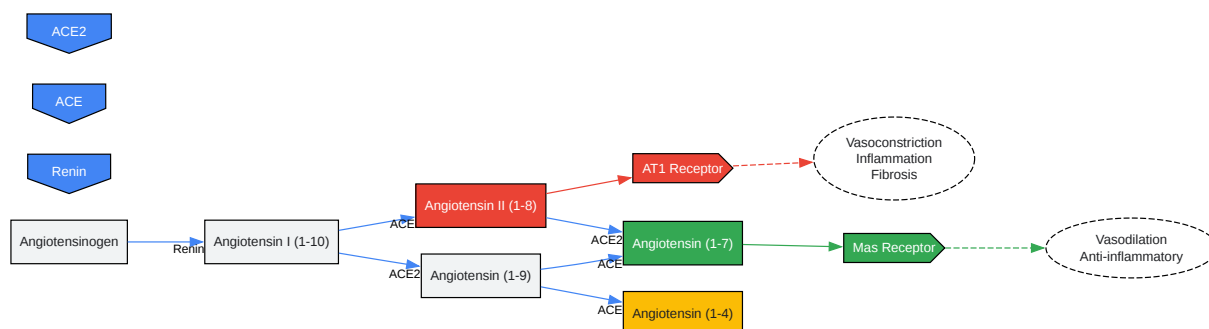 ACE2
ACE
Renin
Angiotensinogen
Renin
Angiotensin I (1-10)
ACE
ACE2
Angiotensin II (1-8)
Angiotensin (1-9)
ACE2
ACE
ACE
AT1 Receptor
Angiotensin (1-7)
Angiotensin (1-4)
Vasoconstriction
Inflammation
Fibrosis
Mas Receptor
Vasodilation
Anti-inflammatory